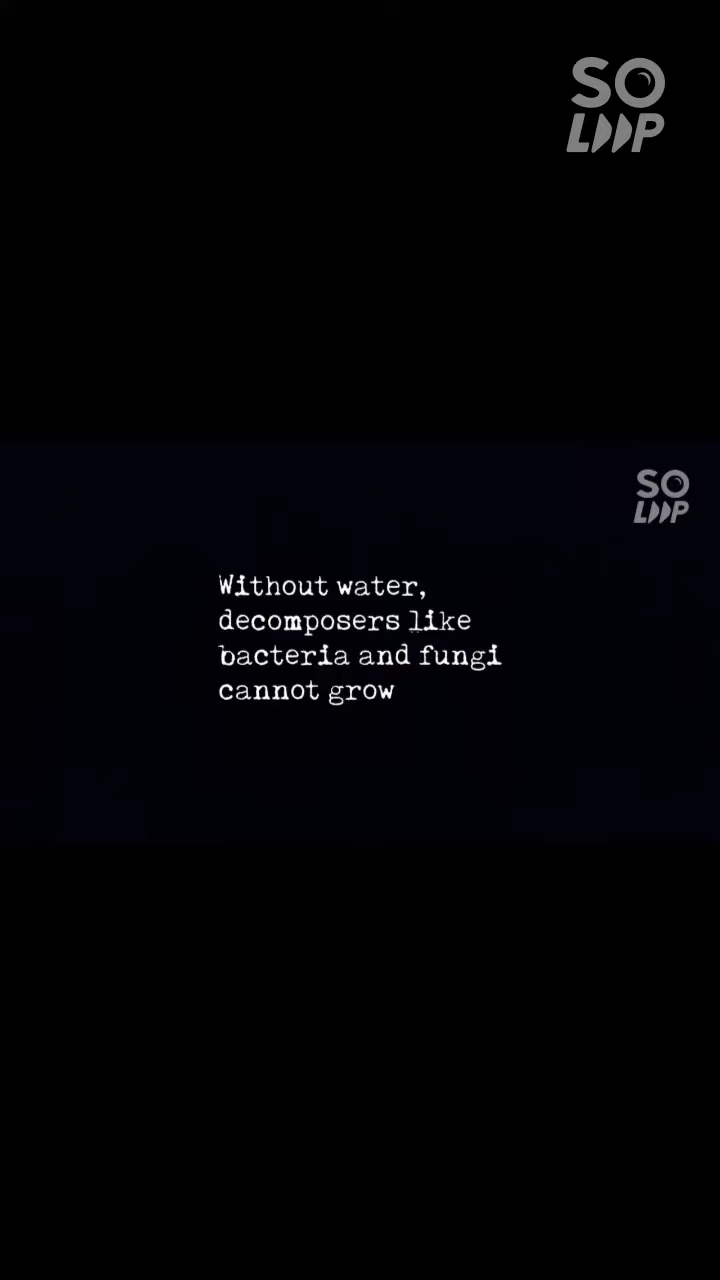 SO
LOOP
SO
LOOP
Without water,
decomposers like
bacteria and fungi
cannot grow